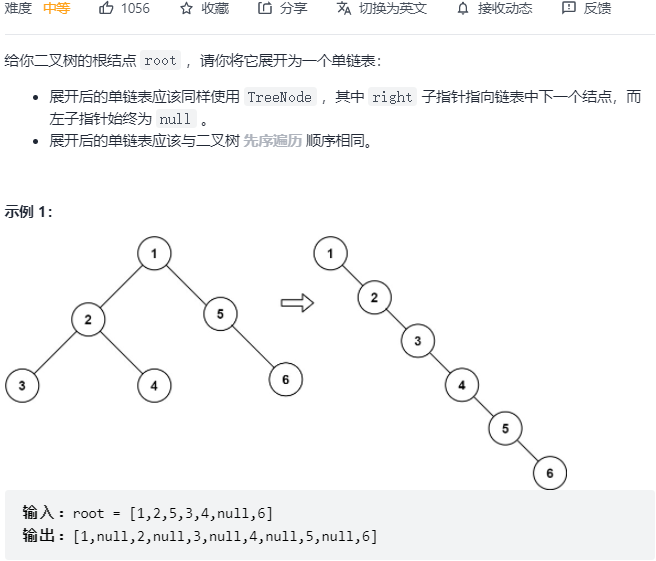 难度 中等 1056 收藏 分享 切换为英文 接收动态 反馈
给你二叉树的根结点 root ，请你将它展开为一个单链表：
• 展开后的单链表应该同样使用 TreeNode ，其中 right 子指针指向链表中下一个结点，而
左子指针始终为 null 。
• 展开后的单链表应该与二叉树 先序遍历 顺序相同。
示例 1：
1 1
2 5 2
3 4 6 3
4
5
6
输入：root = [1,2,5,3,4,null,6]
输出：[1,null,2,null,3,null,4,null,5,null,6]